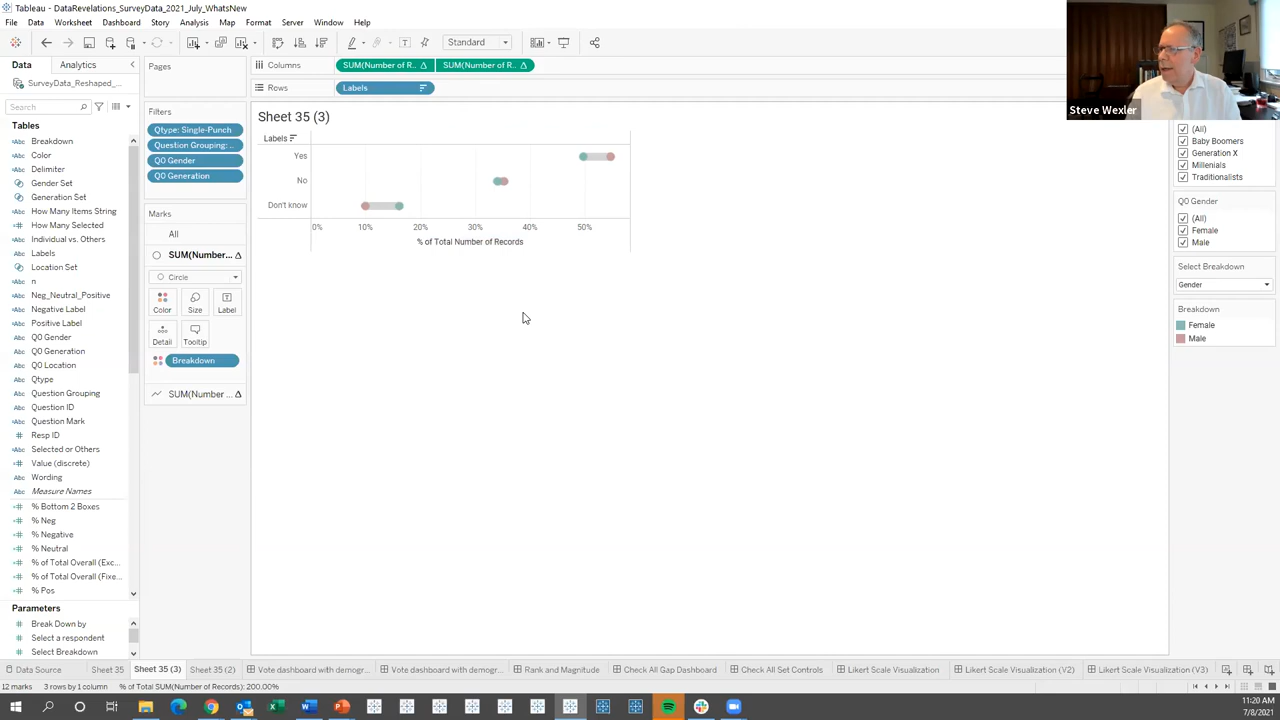 Tableau - DataRevelations_SurveyData_2021_July_WhatsNew
File Data Worksheet Dashboard Story Analysis Map Format Server Window Help
Standard
Steve Wexler
Data Analytics
SurveyData_Reshaped_...
Search
Tables
Breakdown
Color
Delimiter
Gender Set
Generation Set
How Many Items String
How Many Selected
Individual vs. Others
Labels
Location Set
n
Neg_Neutral_Positive
Negative Label
Positive Label
Q0 Gender
Q0 Generation
Q0 Location
Qtype
Question Grouping
Question ID
Question Mark
Resp ID
Selected or Others
Value (discrete)
Wording
Measure Names
% Bottom 2 Boxes
% Neg
% Negative
% Neutral
% of Total Overall (Exc...
% of Total Overall (Fixe...
% Pos
Parameters
Break Down by
Select a respondent
Select Breakdown
Pages
Filters
Qtype: Single-Punch
Question Grouping: ..
Q0 Gender
Q0 Generation
Marks
All
SUM(Number...
Circle
Color Size Label
Detail Tooltip
Breakdown
SUM(Number ...
Columns SUM(Number of R.. SUM(Number of R..
Rows Labels
Sheet 35 (3)
Labels
Yes
No
Don't know
0% 10% 20% 30% 40% 50%
% of Total Number of Records
(All)
Baby Boomers
Generation X
Millenials
Traditionalists
Q0 Gender
(All)
Female
Male
Select Breakdown
Gender
Breakdown
Female
Male
Data Source Sheet 35 Sheet 35 (3) Sheet 35 (2) Vote dashboard with demogr... Vote dashboard with demogr... Rank and Magnitude Check All Gap Dashboard Check All Set Controls Likert Scale Visualization Likert Scale Visualization (V2) Likert Scale Visualization (V3)
12 marks 3 rows by 1 column % of Total SUM(Number of Records): 200.00%
11:20 AM
7/8/2021